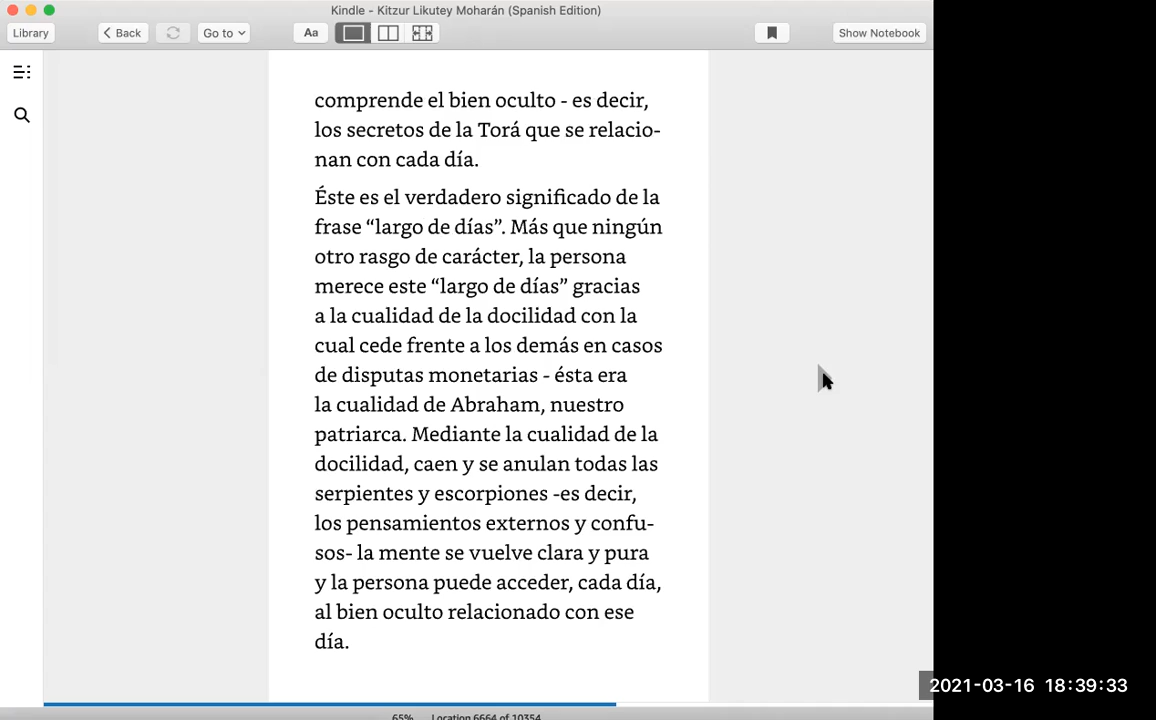 Kindle - Kitzur Likutey Moharán (Spanish Edition)
Library
Back
Go to
Aa
Show Notebook
comprende el bien oculto - es decir,
los secretos de la Torá que se relacio-
nan con cada día.
Éste es el verdadero significado de la
frase “largo de días”. Más que ningún
otro rasgo de carácter, la persona
merece este “largo de días” gracias
a la cualidad de la docilidad con la
cual cede frente a los demás en casos
de disputas monetarias - ésta era
la cualidad de Abraham, nuestro
patriarca. Mediante la cualidad de la
docilidad, caen y se anulan todas las
serpientes y escorpiones -es decir,
los pensamientos externos y confu-
sos- la mente se vuelve clara y pura
y la persona puede acceder, cada día,
al bien oculto relacionado con ese
día.
2021-03-16 18:39:33
65% Location 6664 of 10354